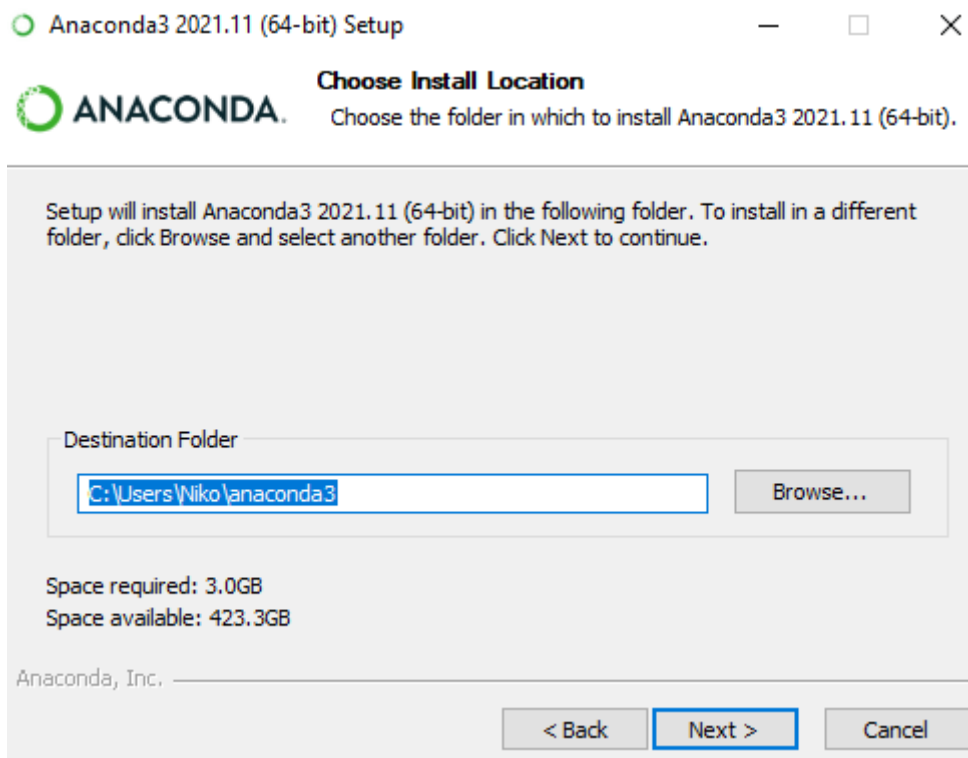 Anaconda3 2021.11 (64-bit) Setup
ANACONDA.
Choose Install Location
Choose the folder in which to install Anaconda3 2021.11 (64-bit).
Setup will install Anaconda3 2021.11 (64-bit) in the following folder. To install in a different
folder, click Browse and select another folder. Click Next to continue.
Destination Folder
C:\Users\Niko\anaconda3
Browse...
Space required: 3.0GB
Space available: 423.3GB
Anaconda, Inc.
< Back
Next >
Cancel